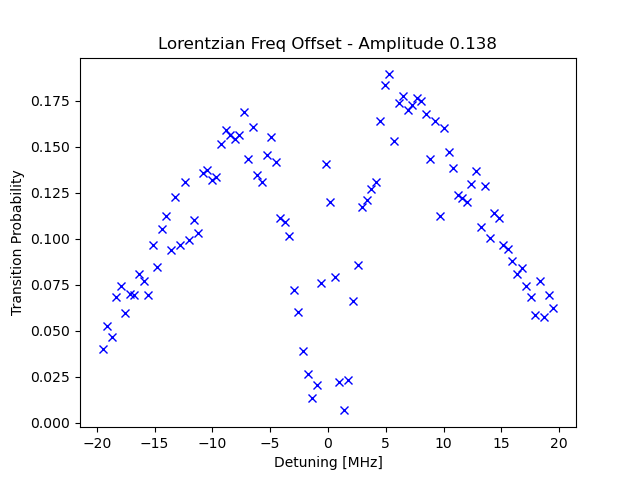 Lorentzian Freq Offset - Amplitude 0.138
Transition Probability
0.175
0.150
0.125
0.100
0.075
0.050
0.025
0.000
−20 −15 −10 −5 0 5 10 15 20
Detuning [MHz]